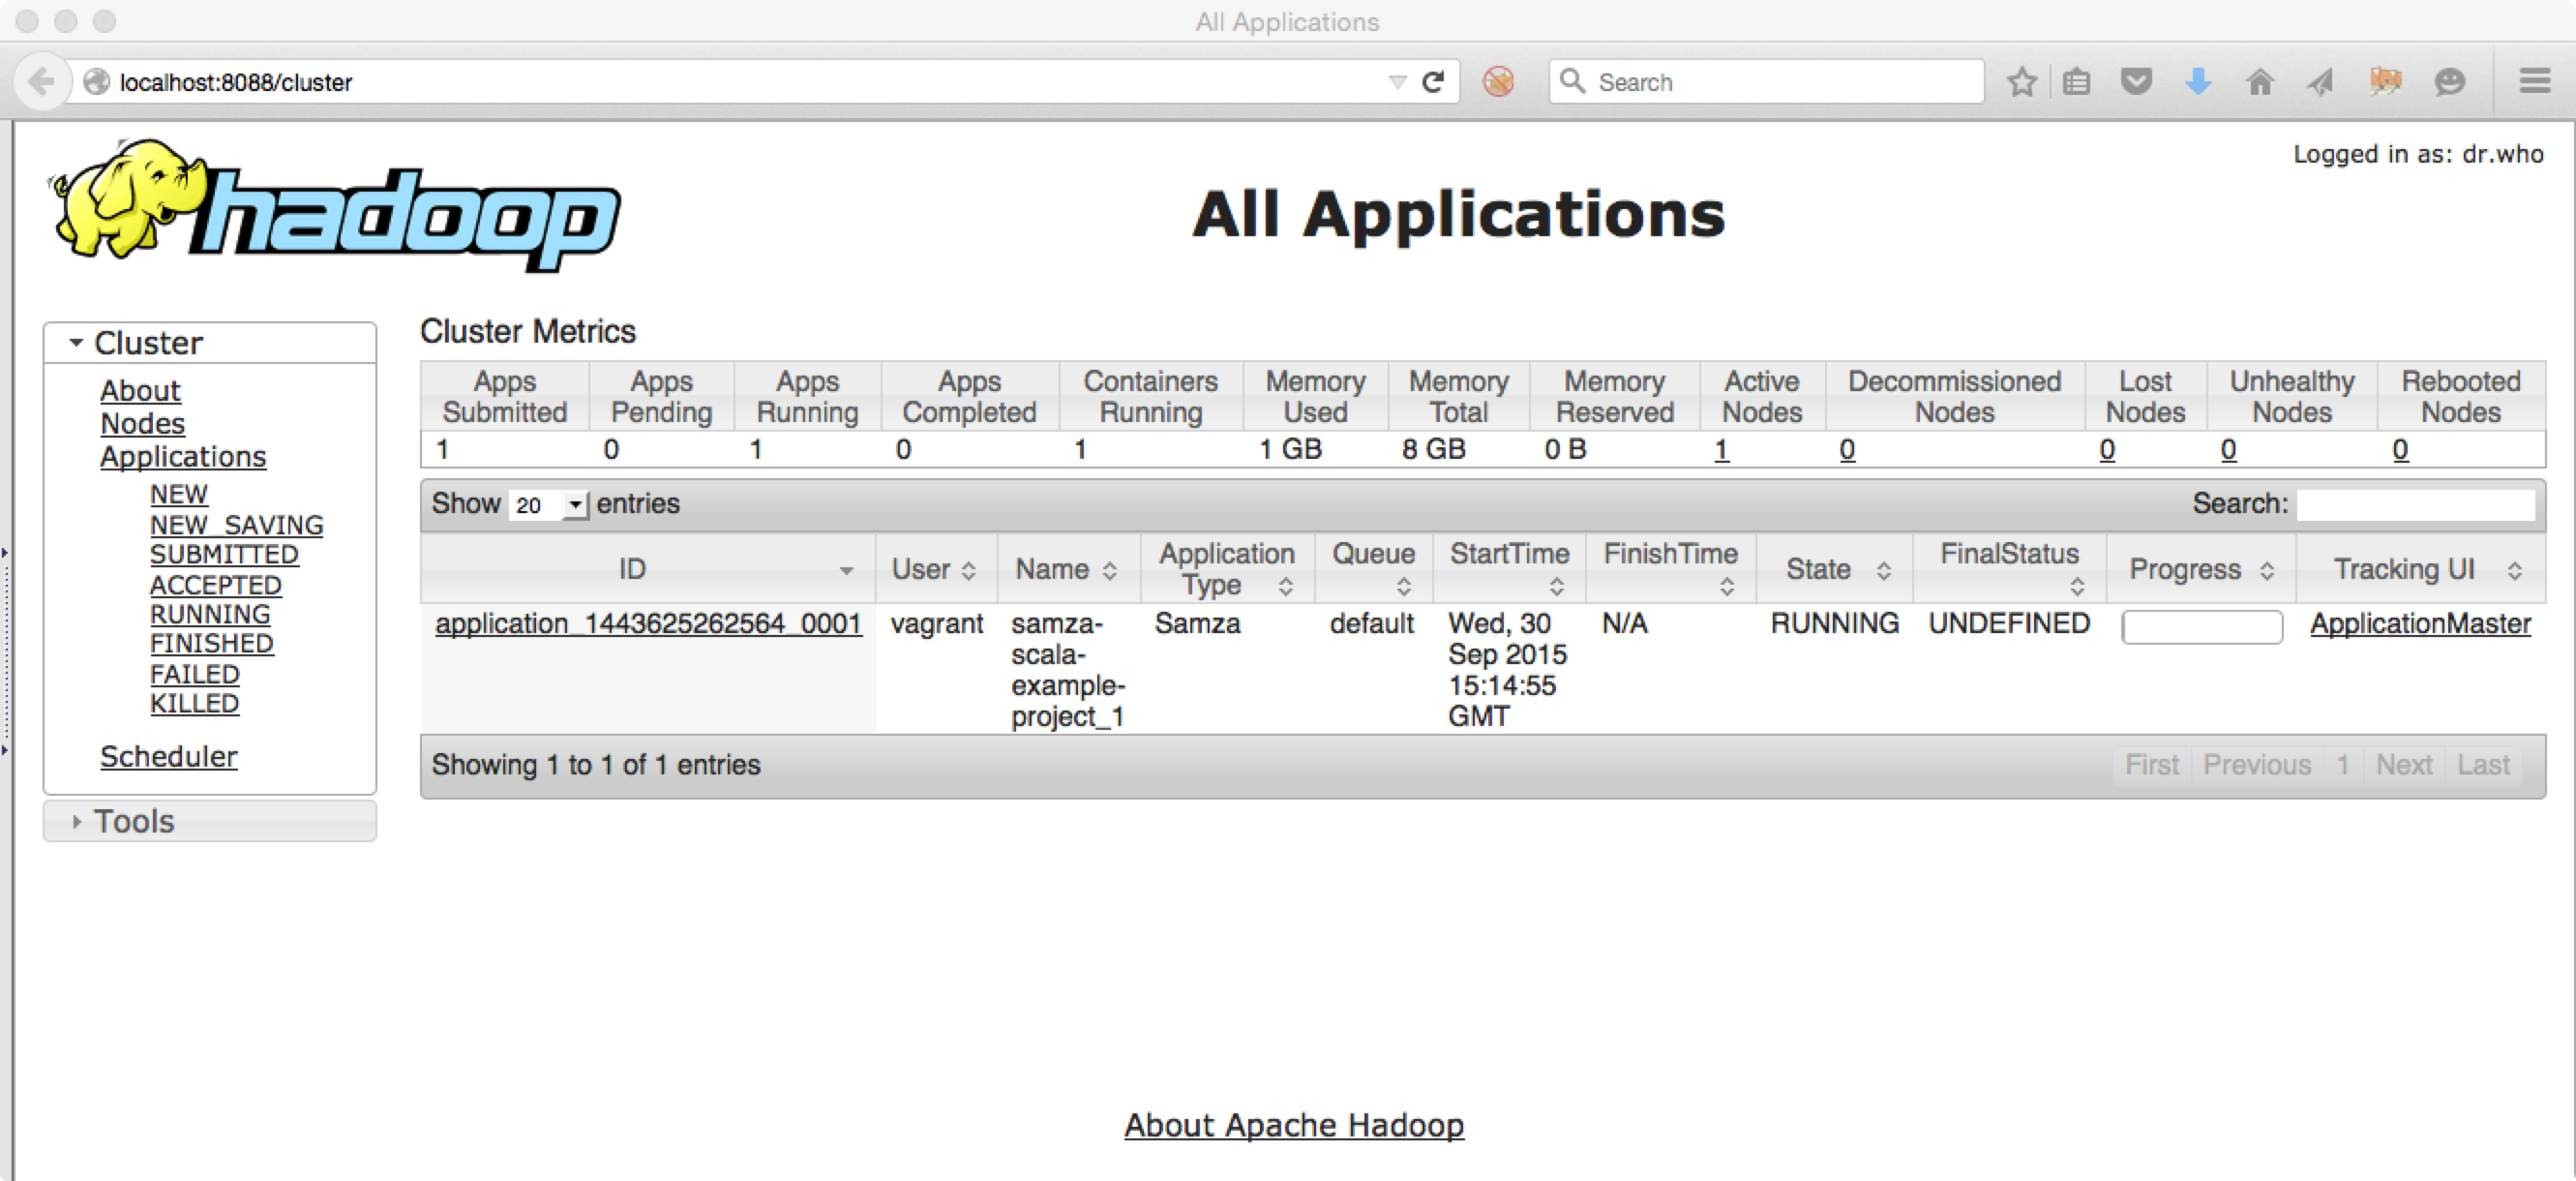 All Applications
localhost:8088/cluster
Search
Logged in as: dr.who
hadoop
All Applications
Cluster
About
Nodes
Applications
NEW
NEW_SAVING
SUBMITTED
ACCEPTED
RUNNING
FINISHED
FAILED
KILLED
Scheduler
Tools
Cluster Metrics
Apps Submitted Apps Pending Apps Running Apps Completed Containers Running Memory Used Memory Total Memory Reserved Active Nodes Decommissioned Nodes Lost Nodes Unhealthy Nodes Rebooted Nodes
1 0 1 0 1 1 GB 8 GB 0 B 1 0 0 0 0
Show 20 entries Search:
ID User Name Application Type Queue StartTime FinishTime State FinalStatus Progress Tracking UI
application_1443625262564_0001 vagrant samza-scala-example-project_1 Samza default Wed, 30 Sep 2015 15:14:55 GMT N/A RUNNING UNDEFINED ApplicationMaster
Showing 1 to 1 of 1 entries First Previous 1 Next Last
About Apache Hadoop